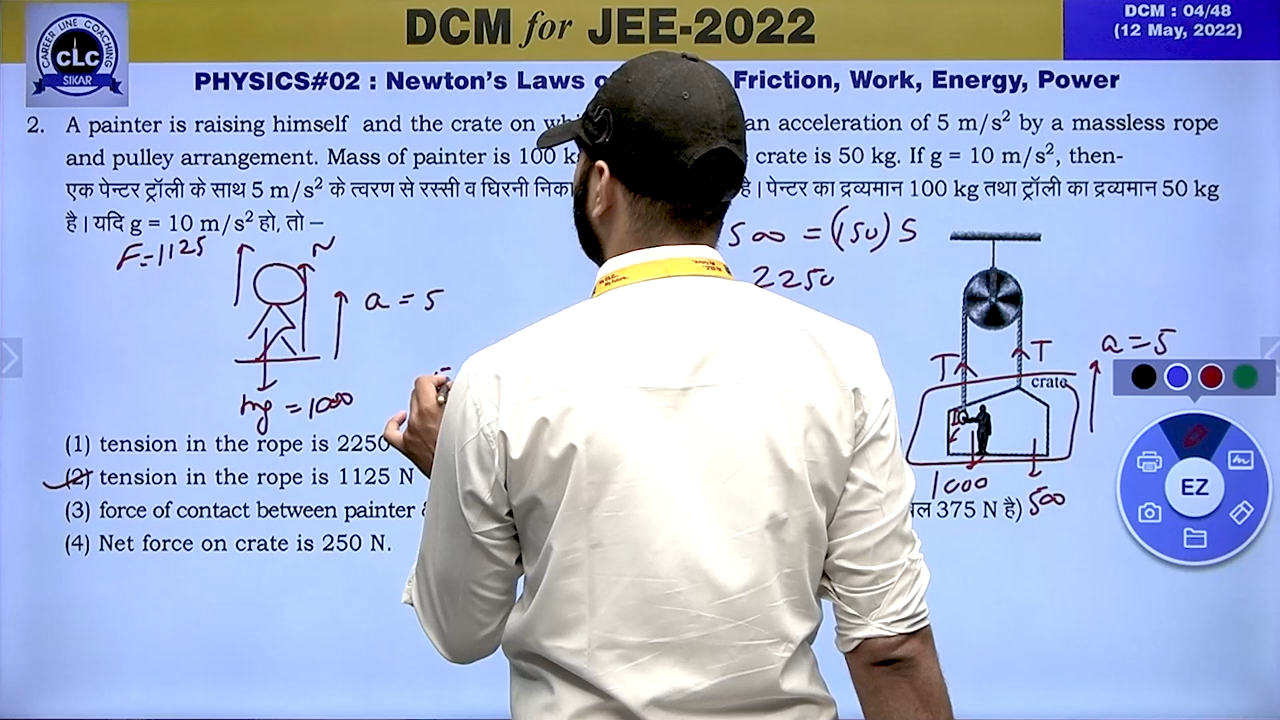 DCM for JEE-2022
DCM : 04/48
(12 May, 2022)
CAREER LINE COACHING
CLC
SIKAR
PHYSICS#02 : Newton's Laws Friction, Work, Energy, Power
2. A painter is raising himself and the crate on an acceleration of 5 m/s² by a massless rope
and pulley arrangement. Mass of painter is 100 crate is 50 kg. If g = 10 m/s², then-
एक पेन्टर ट्रॉली के साथ 5 m/s² के त्वरण से रस्सी व घिरनी है। पेन्टर का द्रव्यमान 100 kg तथा ट्रॉली का द्रव्यमान 50 kg
है। यदि g = 10 m/s² हो, तो –
F=1125
N
a = 5
mg = 1000
500 = (150) 5
2250
T T
a = 5
crate
1000
500
(1) tension in the rope is 2250
(2) tension in the rope is 1125 N
(3) force of contact between painter 375 N है)
(4) Net force on crate is 250 N.
EZ